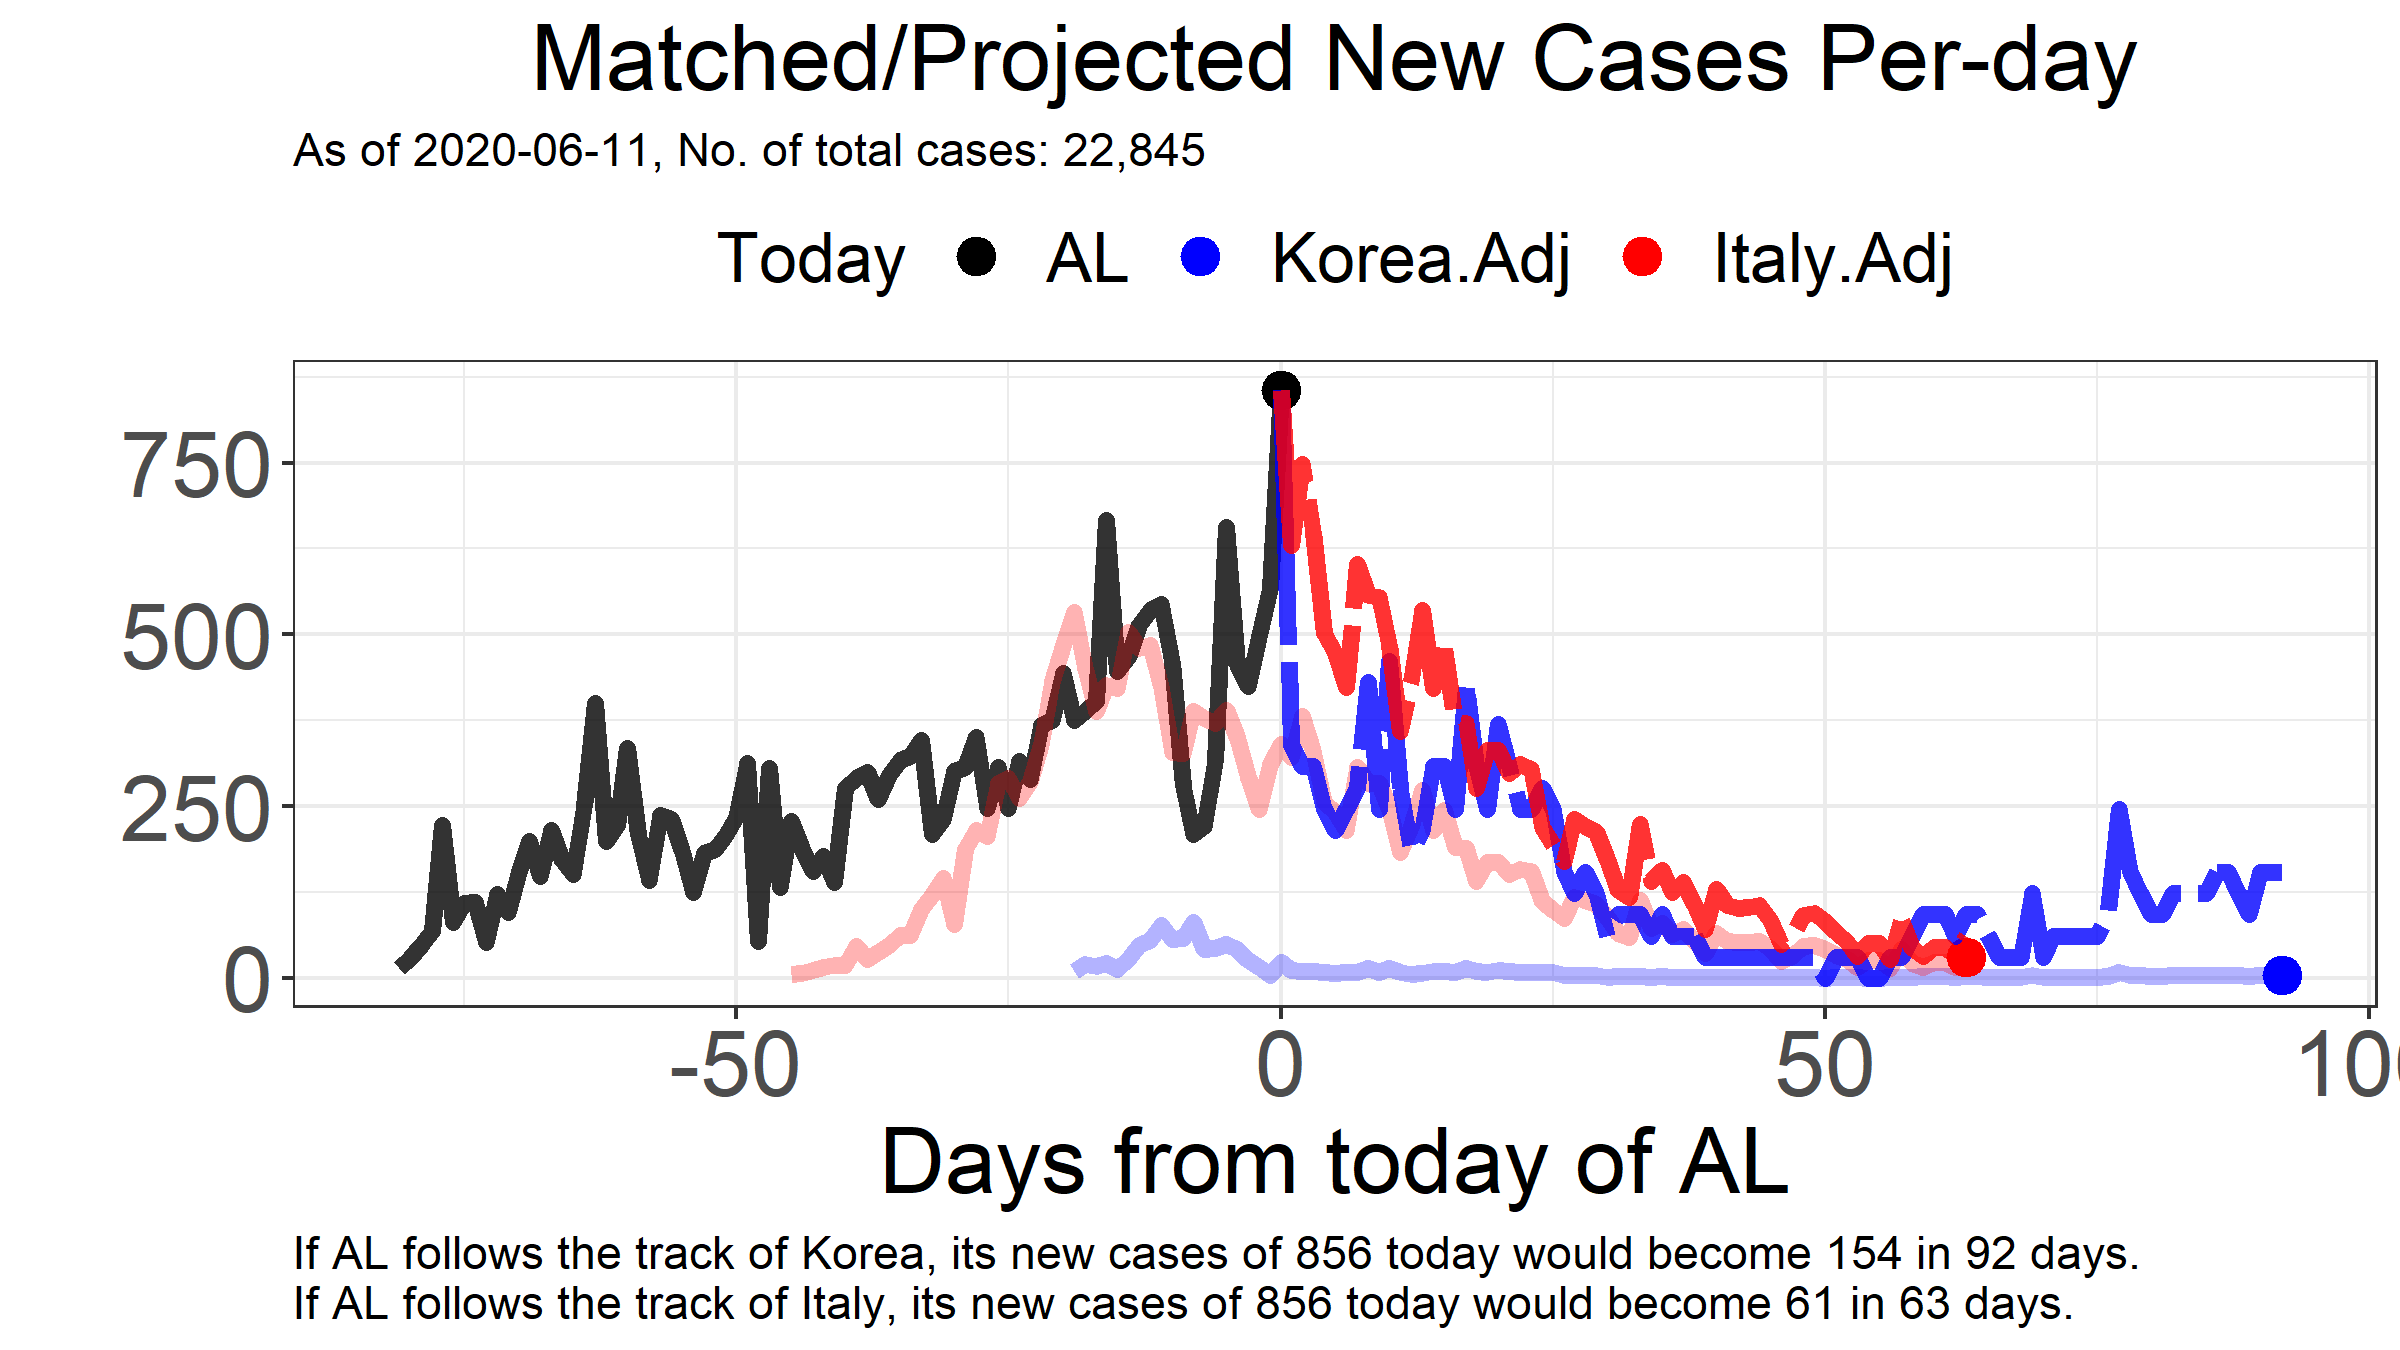 Matched/Projected New Cases Per-day
As of 2020-06-11, No. of total cases: 22,845
Today AL Korea.Adj Italy.Adj
750
500
250
0
-50 0 50 100
Days from today of AL
If AL follows the track of Korea, its new cases of 856 today would become 154 in 92 days.
If AL follows the track of Italy, its new cases of 856 today would become 61 in 63 days.